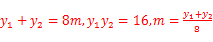 y₁ + y₂ = 8m, y₁y₂ = 16, m = (y₁+y₂)/8